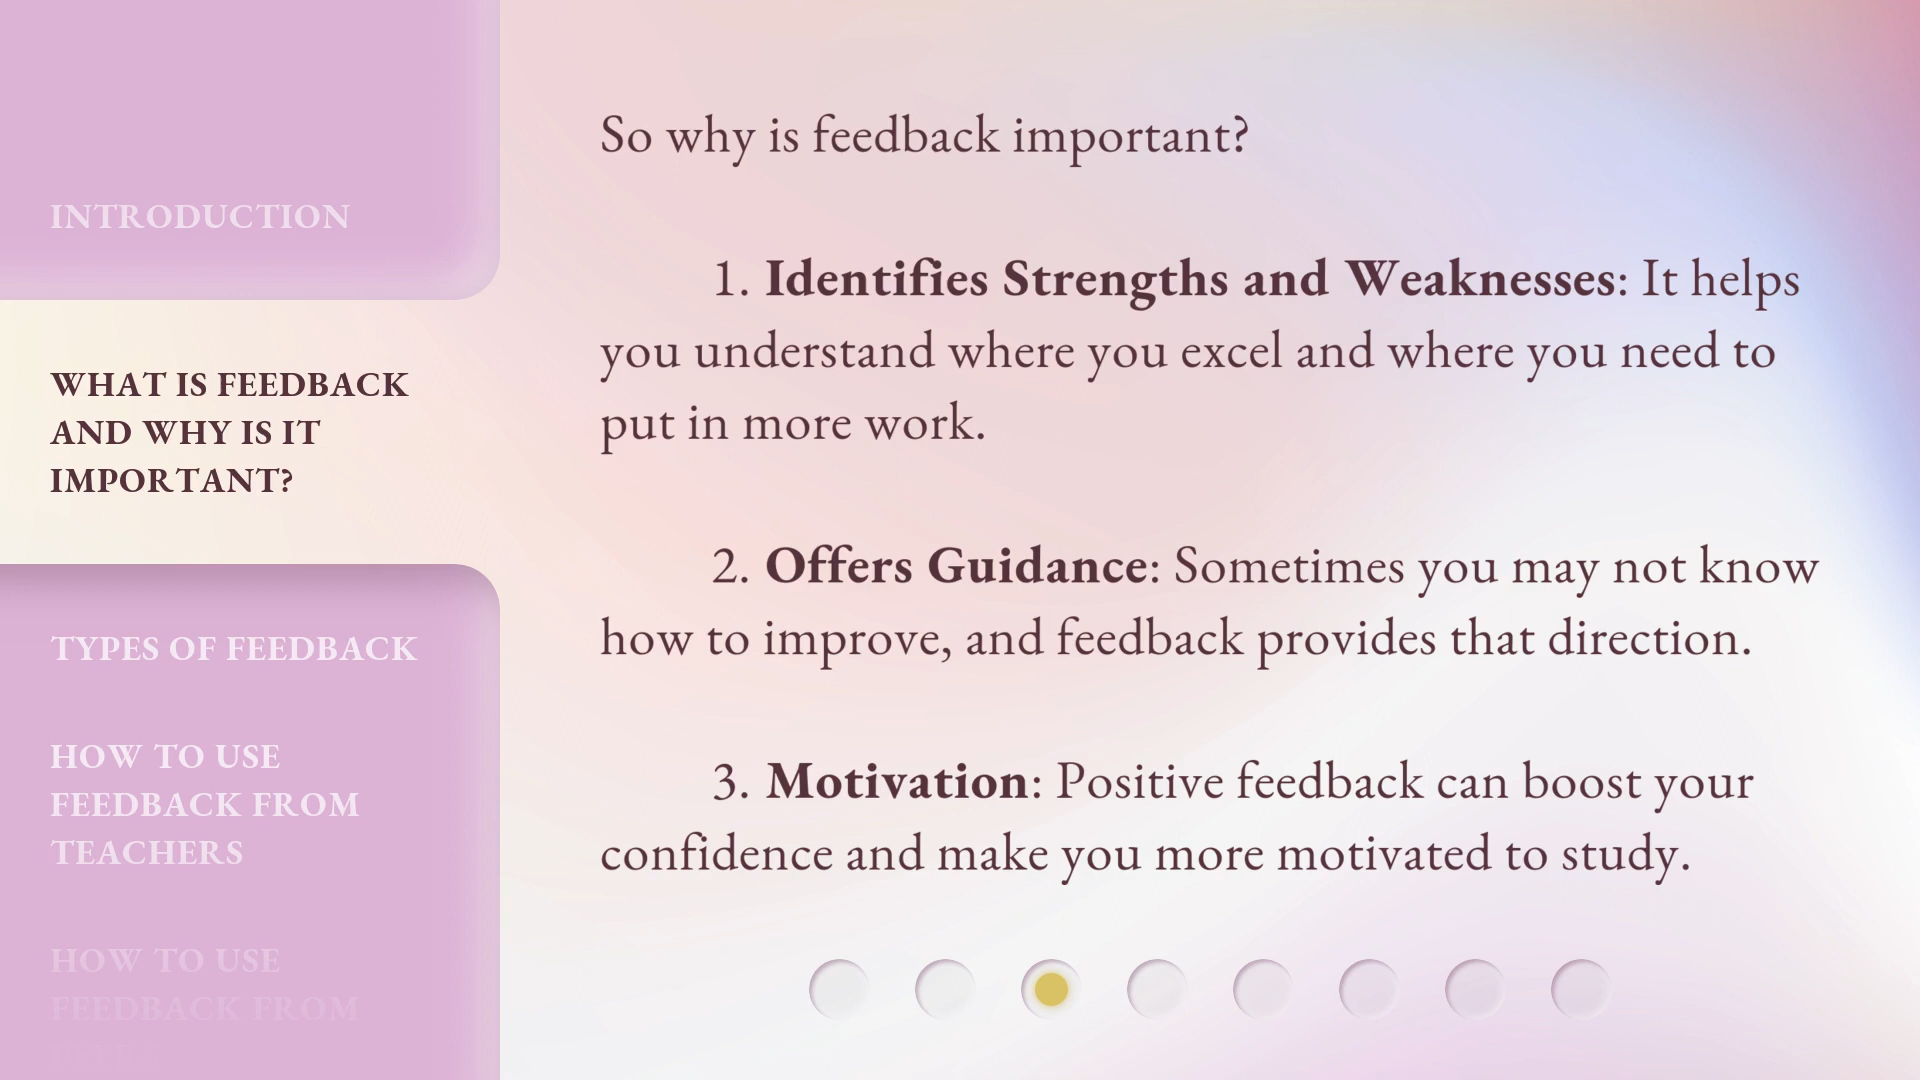 INTRODUCTION
WHAT IS FEEDBACK
AND WHY IS IT
IMPORTANT?
TYPES OF FEEDBACK
HOW TO USE
FEEDBACK FROM
TEACHERS
HOW TO USE
FEEDBACK FROM
So why is feedback important?
1. Identifies Strengths and Weaknesses: It helps
you understand where you excel and where you need to
put in more work.
2. Offers Guidance: Sometimes you may not know
how to improve, and feedback provides that direction.
3. Motivation: Positive feedback can boost your
confidence and make you more motivated to study.